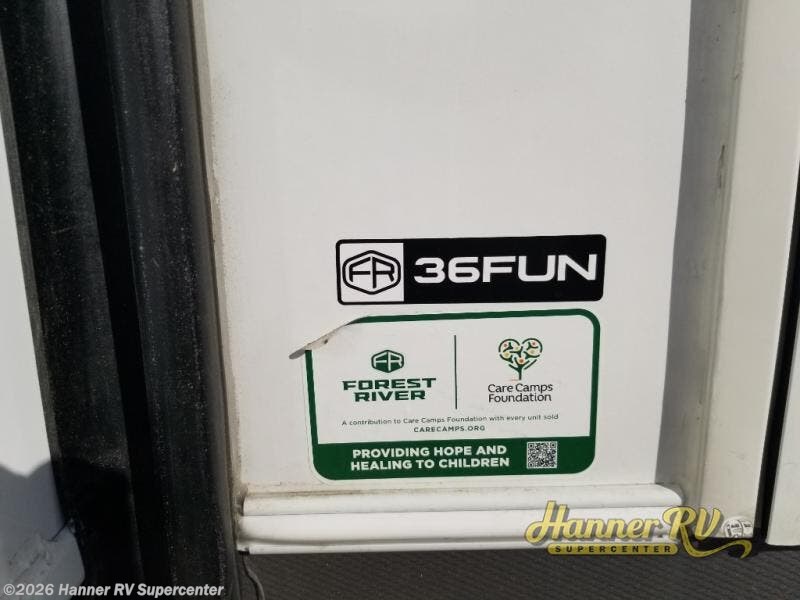 FR 36FUN
FR
FOREST
RIVER
Care Camps
Foundation
A contribution to Care Camps Foundation with every unit sold
CARECAMPS.ORG
PROVIDING HOPE AND
HEALING TO CHILDREN
Hanner RV
SUPERCENTER
©2026 Hanner RV Supercenter